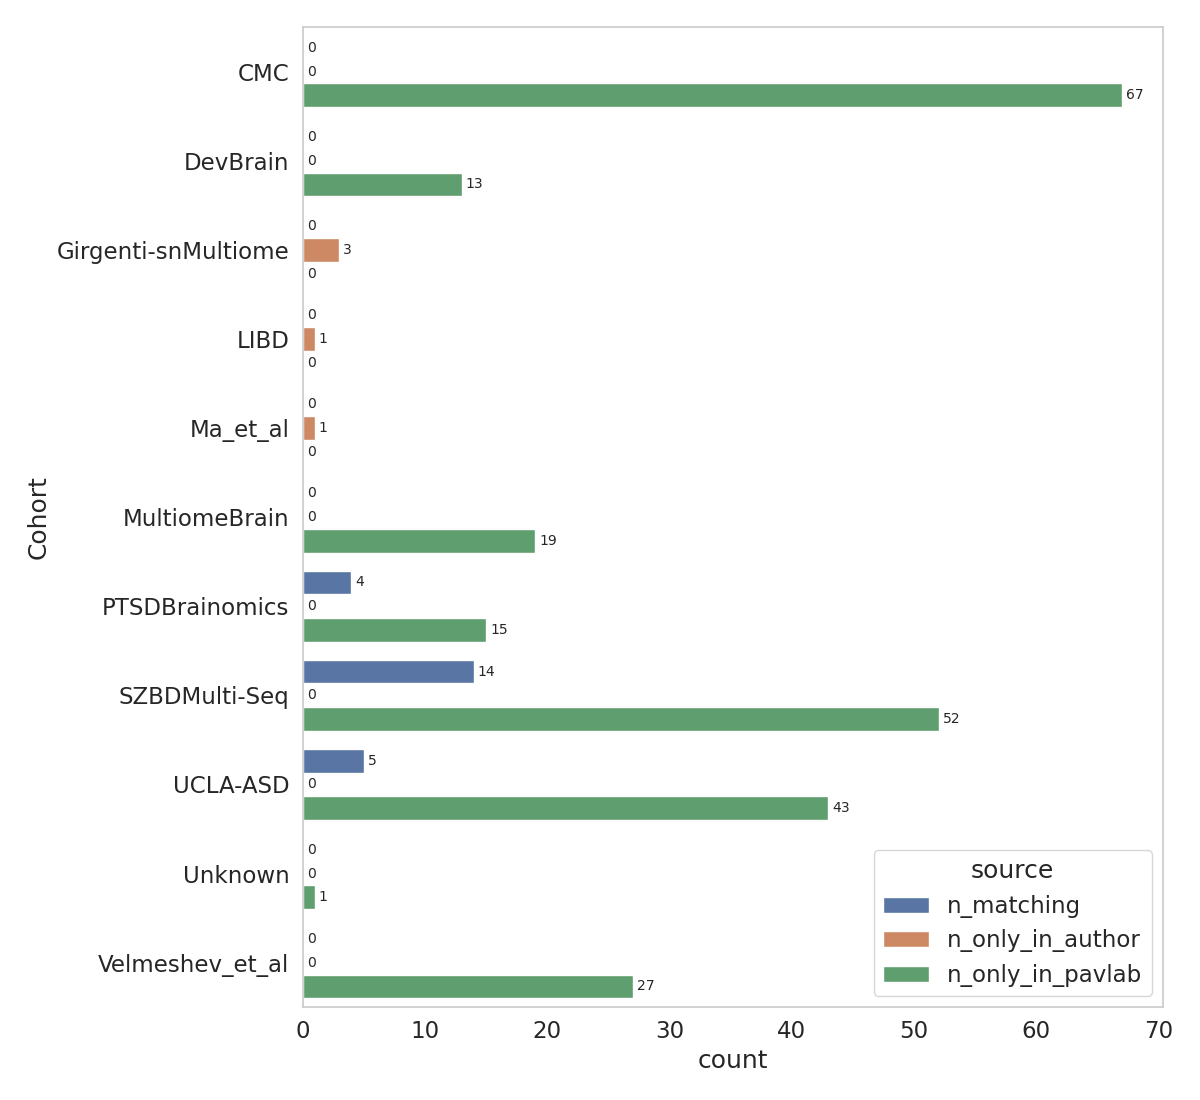 0
CMC 0
67
0
DevBrain 0
13
0
Girgenti-snMultiome 3
0
0
LIBD 1
0
0
Ma_et_al 1
0
0
MultiomeBrain 0
19
4
PTSDBrainomics 0
15
14
SZBDMulti-Seq 0
52
5
UCLA-ASD 0
43
0
Unknown 0
1
0
Velmeshev_et_al 0
27
Cohort
source
n_matching
n_only_in_author
n_only_in_pavlab
0 10 20 30 40 50 60 70
count